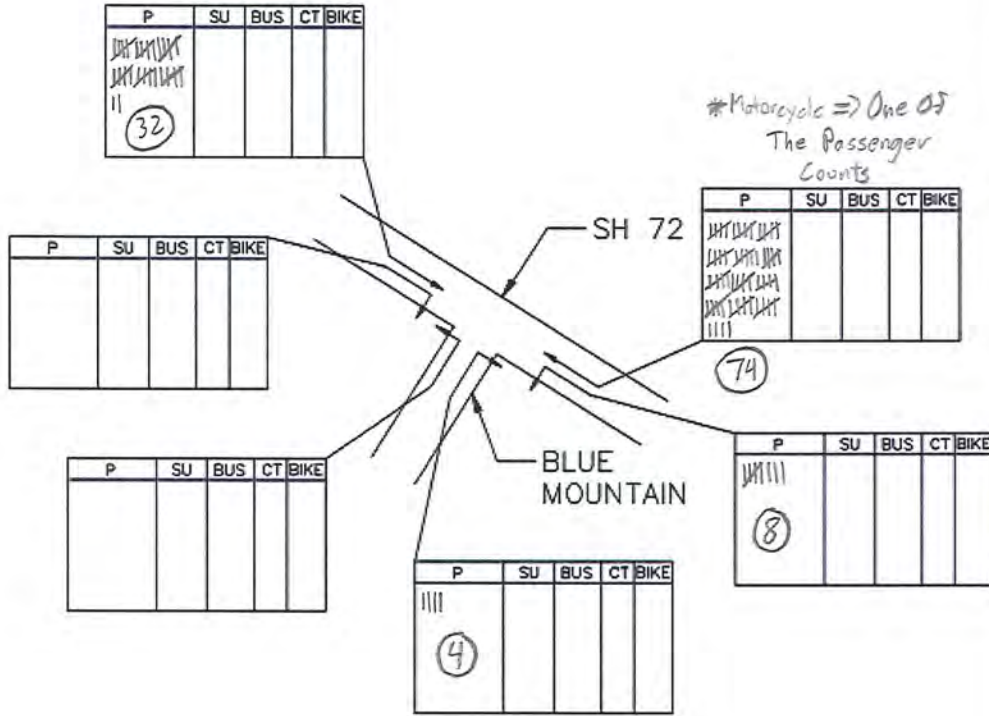 P SU BUS CT BIKE
32
*Motorcycle => One Of
The Passenger
Counts
P SU BUS CT BIKE
74
SH 72
P SU BUS CT BIKE
P SU BUS CT BIKE
8
BLUE
MOUNTAIN
P SU BUS CT BIKE
P SU BUS CT BIKE
4